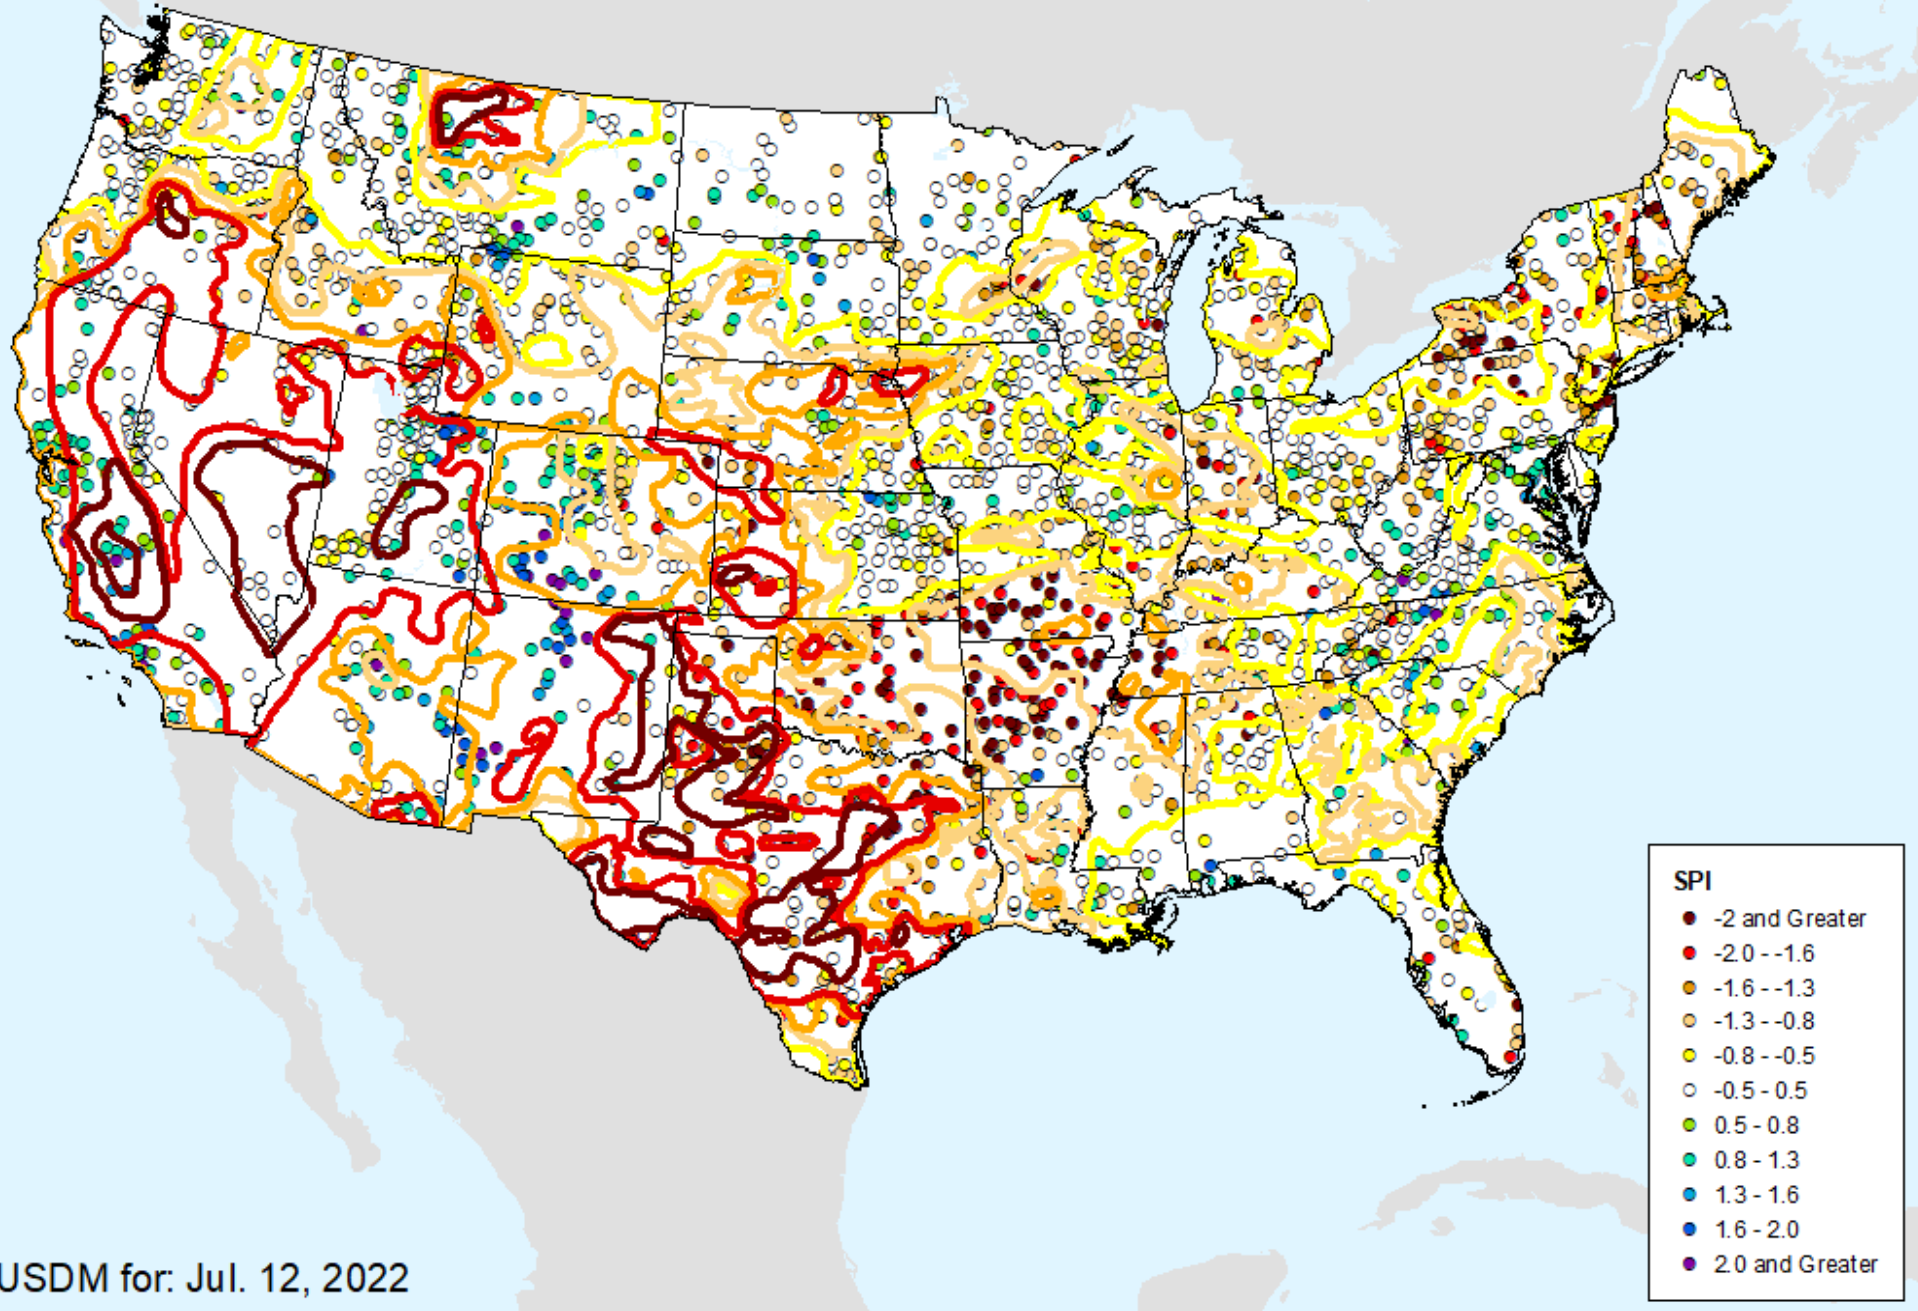 SPI
-2 and Greater
-2.0 - -1.6
-1.6 - -1.3
-1.3 - -0.8
-0.8 - -0.5
-0.5 - 0.5
0.5 - 0.8
0.8 - 1.3
1.3 - 1.6
1.6 - 2.0
2.0 and Greater
USDM for: Jul. 12, 2022